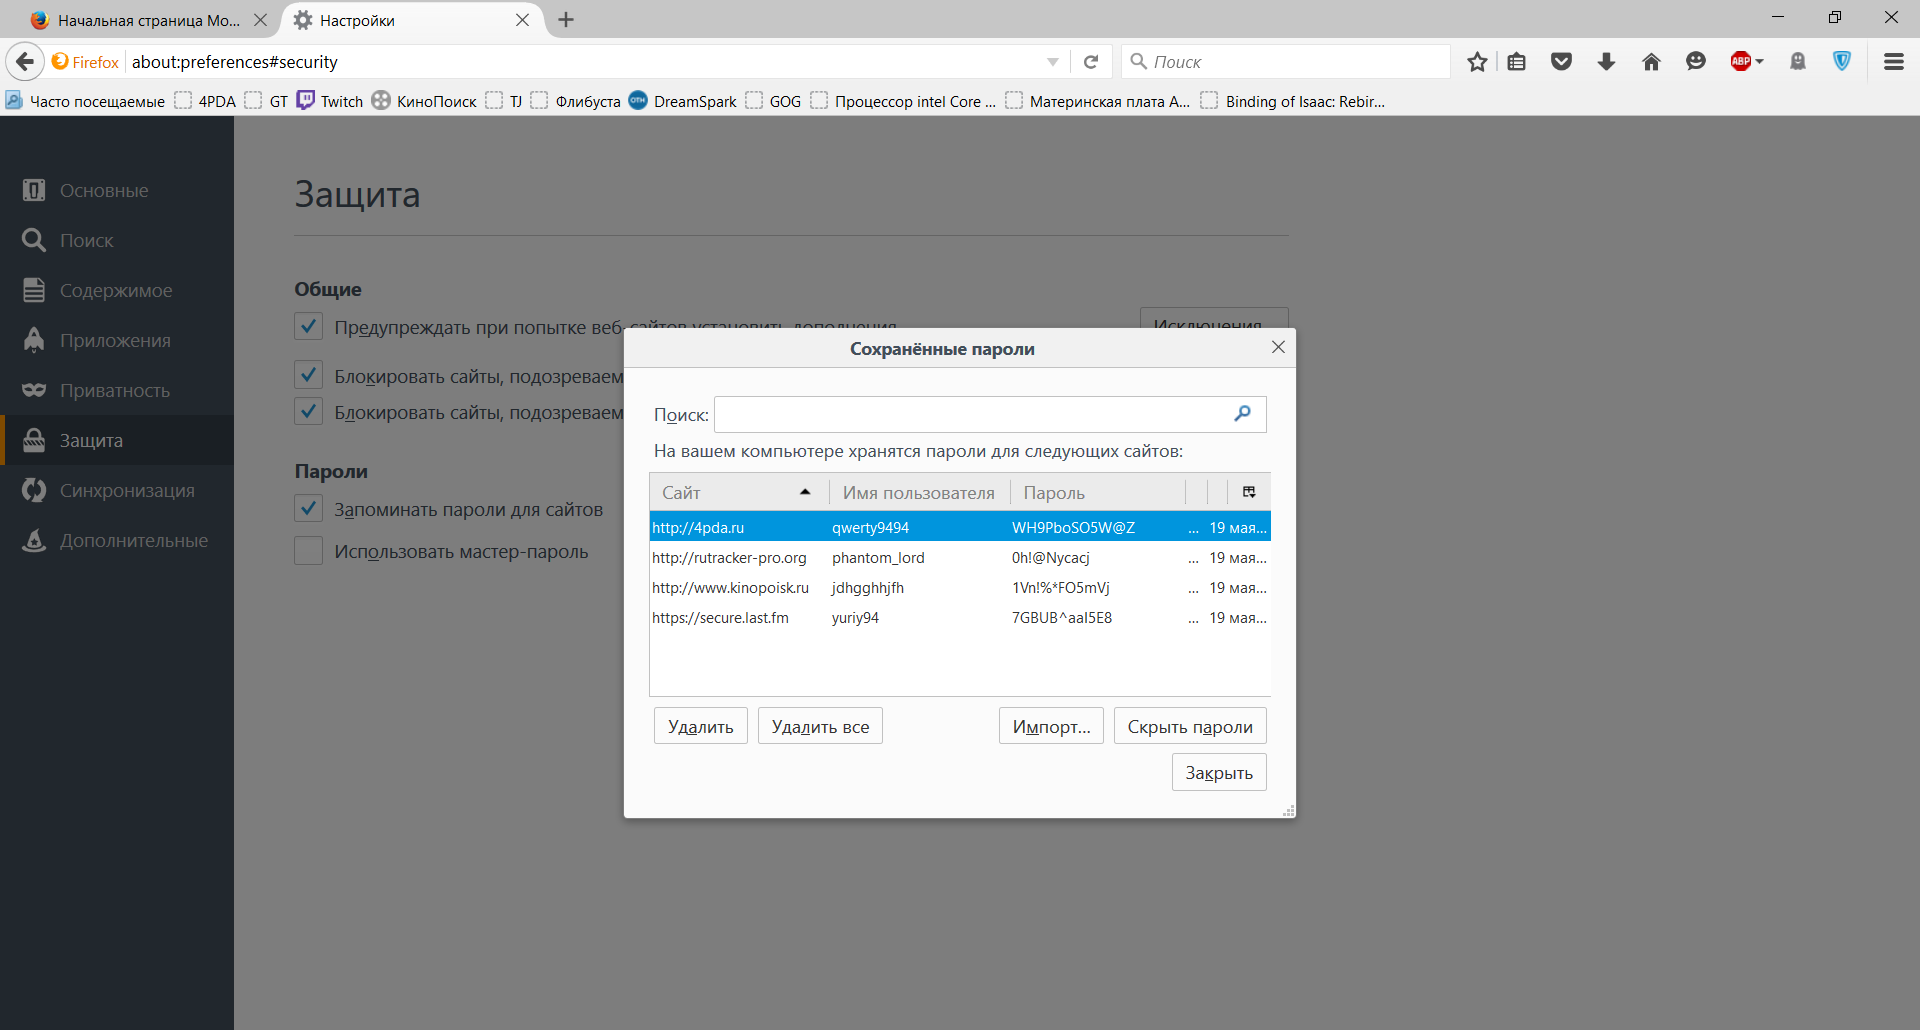 Начальная страница Mo...
Настройки
Firefox about:preferences#security
Поиск
ABP
Часто посещаемые 4PDA GT Twitch КиноПоиск TJ Флибуста DreamSpark GOG Процессор intel Core ... Материнская плата A... Binding of Isaac: Rebir...
Основные
Поиск
Содержимое
Приложения
Приватность
Защита
Синхронизация
Дополнительные
Защита
Общие
Предупреждать при попытке веб-сайтов установить дополнения
Исключения...
Блокировать сайты, подозреваем
Блокировать сайты, подозреваем
Пароли
Запоминать пароли для сайтов
Использовать мастер-пароль
Сохранённые пароли
Поиск:
На вашем компьютере хранятся пароли для следующих сайтов:
Сайт Имя пользователя Пароль
http://4pda.ru qwerty9494 WH9PboSO5W@Z ... 19 мая...
http://rutracker-pro.org phantom_lord 0h!@Nycacj ... 19 мая...
http://www.kinopoisk.ru jdhgghhjfh 1Vn!%*FO5mVj ... 19 мая...
https://secure.last.fm yuriy94 7GBUB^aaI5E8 ... 19 мая...
Удалить Удалить все Импорт... Скрыть пароли
Закрыть